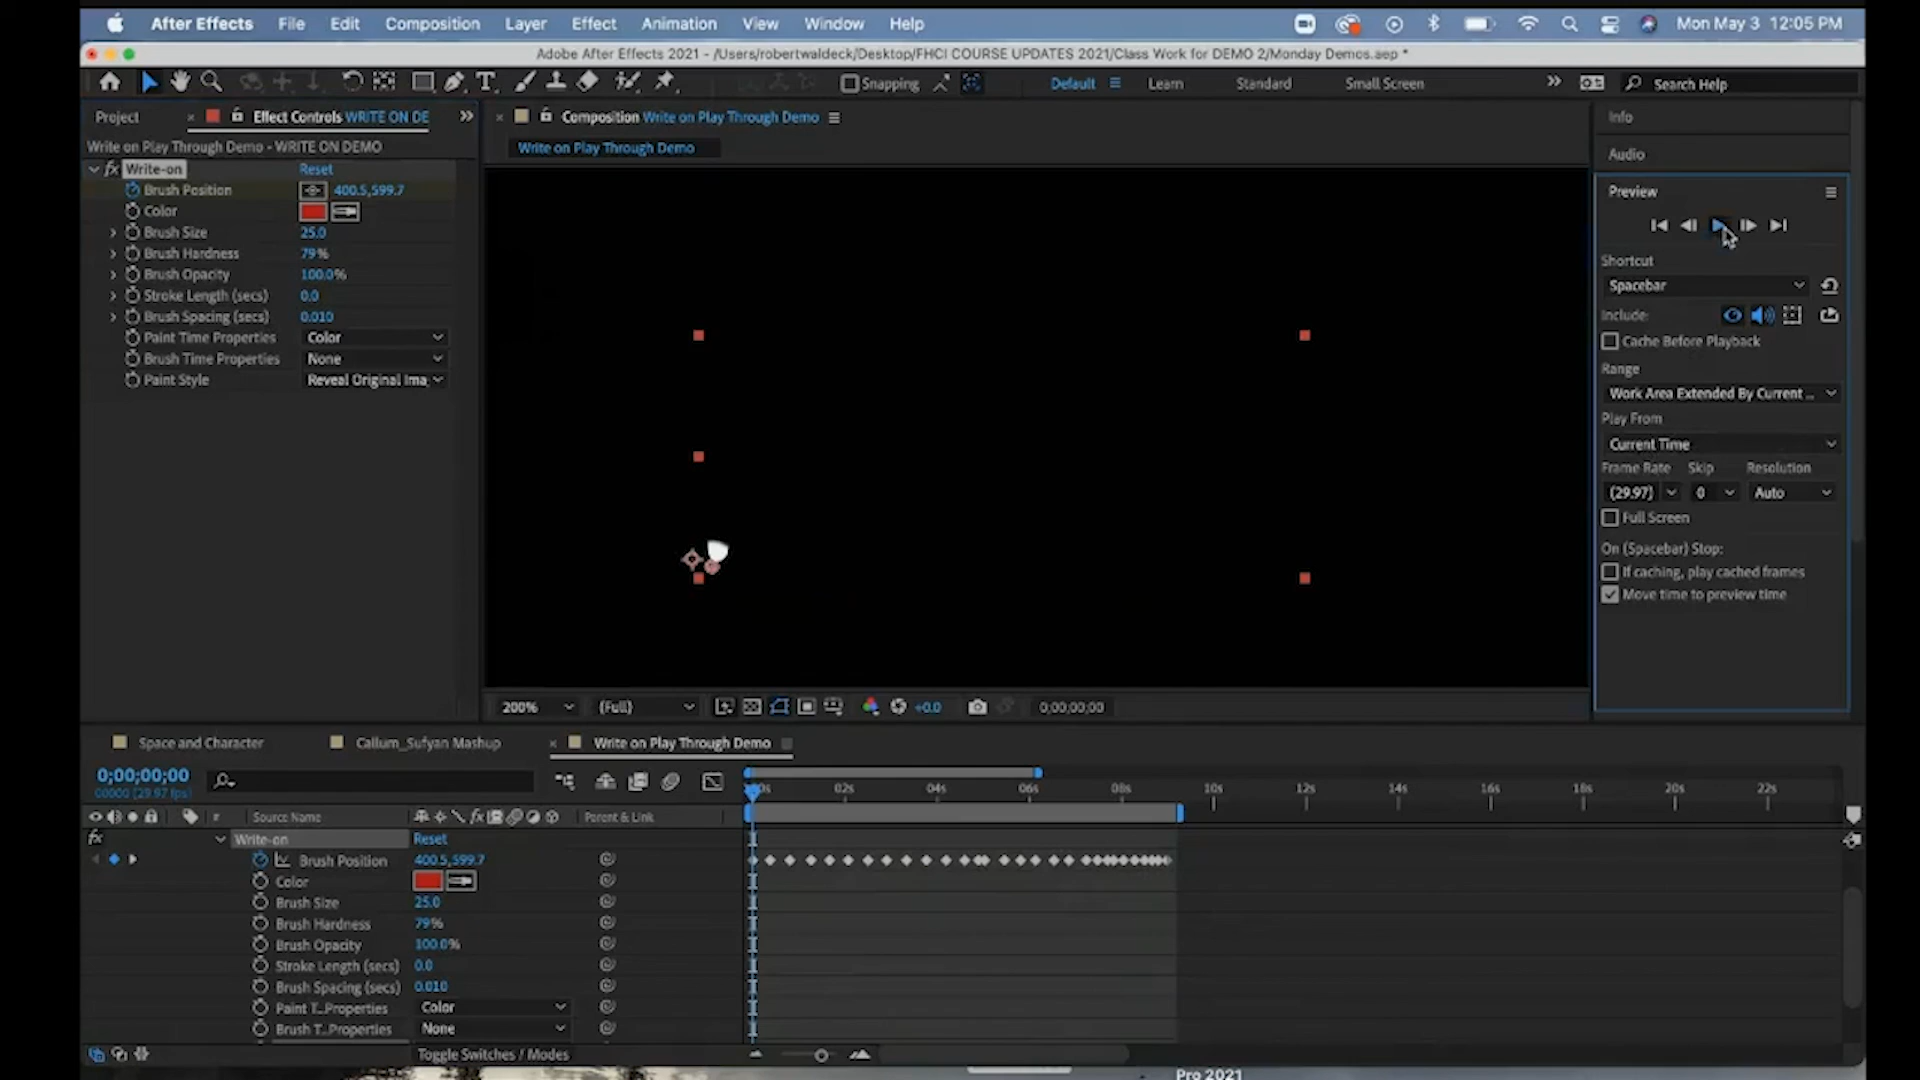 After Effects File Edit Composition Layer Effect Animation View Window Help Mon May 3 12:05 PM
Adobe After Effects 2021 - /Users/robertwaldeck/Desktop/FHCI COURSE UPDATES 2021/Class Work for DEMO 2/Monday Demos.aep *
Snapping Default Learn Standard Small Screen Search Help
Project Effect Controls WRITE ON DE
Write on Play Through Demo - WRITE ON DEMO
fx Write-on Reset
Brush Position 400.5,599.7
Color
Brush Size 25.0
Brush Hardness 79%
Brush Opacity 100.0%
Stroke Length (secs) 0.0
Brush Spacing (secs) 0.010
Paint Time Properties Color
Brush Time Properties None
Paint Style Reveal Original Ima
Composition Write on Play Through Demo
Write on Play Through Demo
200% (Full) +0.0 0;00;00;00
Info
Audio
Preview
Shortcut
Spacebar
Include:
Cache Before Playback
Range
Work Area Extended By Current ...
Play From
Current Time
Frame Rate Skip Resolution
(29.97) 0 Auto
Full Screen
On (Spacebar) Stop:
If caching, play cached frames
Move time to preview time
Space and Character Callum_Sufyan Mashup Write on Play Through Demo
0;00;00;00
00000 (29.97 fps)
02s 04s 06s 08s 10s 12s 14s 16s 18s 20s 22s
# Source Name fx Parent & Link
fx Write-on Reset
Brush Position 400.5,599.7
Color
Brush Size 25.0
Brush Hardness 79%
Brush Opacity 100.0%
Stroke Length (secs) 0.0
Brush Spacing (secs) 0.010
Paint T...Properties Color
Brush T...Properties None
Toggle Switches / Modes
Pro 2021